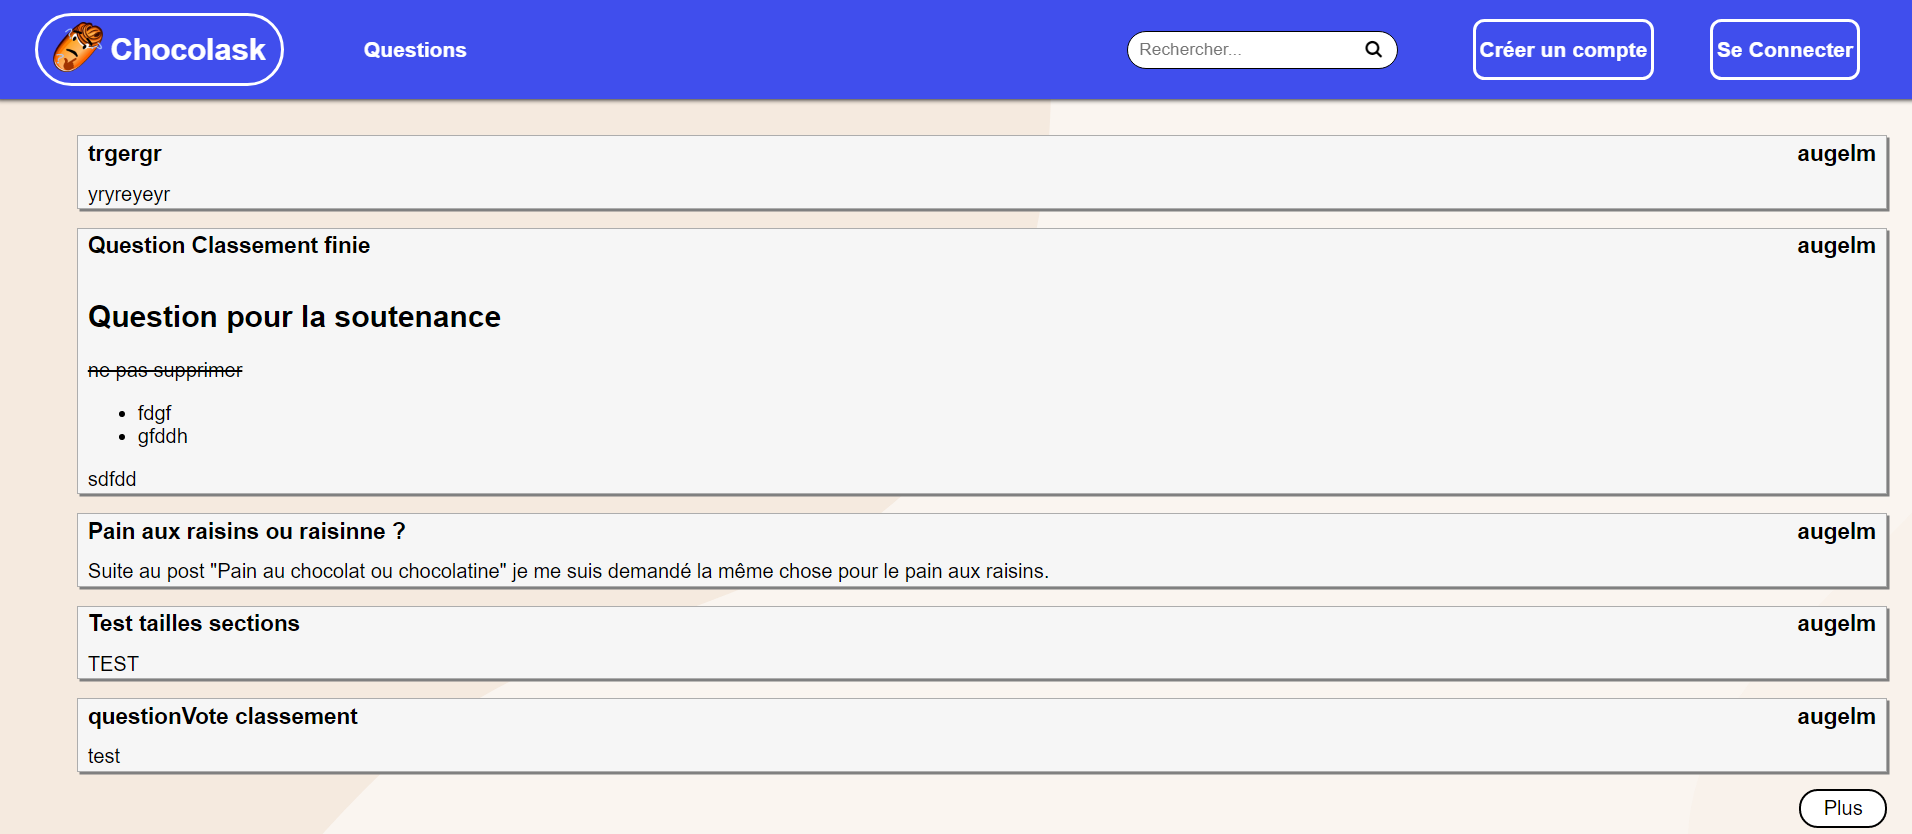 Chocolask
Questions
Rechercher...
Créer un compte
Se Connecter
trgergr
augelm
yryreyeyr
Question Classement finie
augelm
Question pour la soutenance
ne pas supprimer
fdgf
gfddh
sdfdd
Pain aux raisins ou raisinne ?
augelm
Suite au post "Pain au chocolat ou chocolatine" je me suis demandé la même chose pour le pain aux raisins.
Test tailles sections
augelm
TEST
questionVote classement
augelm
test
Plus